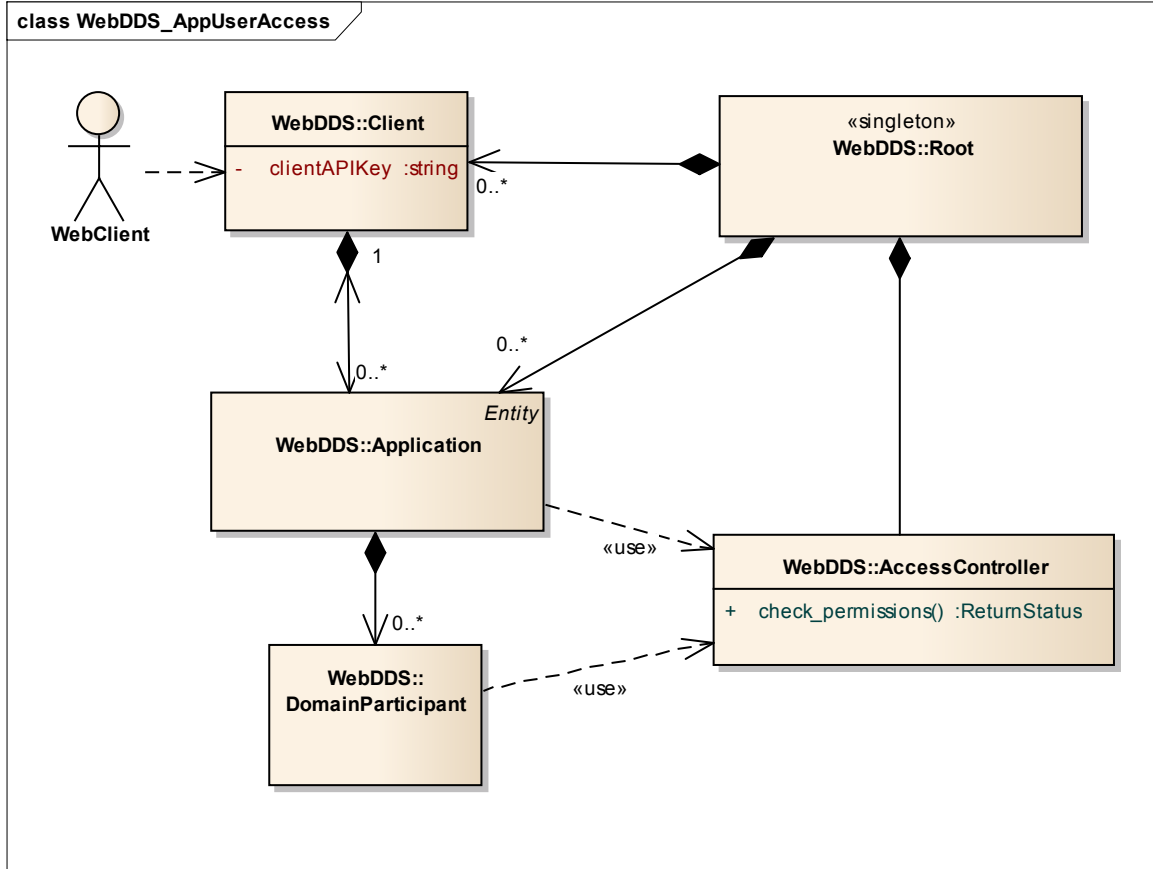 class WebDDS_AppUserAccess
WebClient
WebDDS::Client
- clientAPIKey :string
«singleton»
WebDDS::Root
0..*
1
0..*
0..*
Entity
WebDDS::Application
«use»
WebDDS::AccessController
+ check_permissions() :ReturnStatus
0..*
WebDDS::
DomainParticipant
«use»